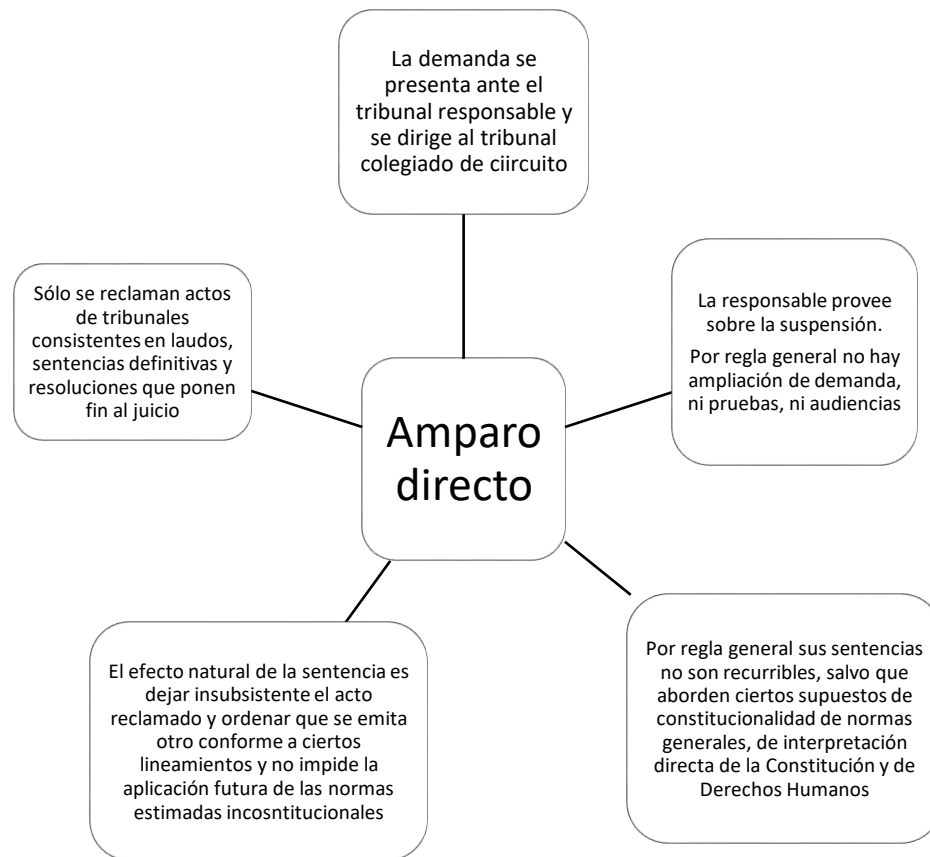 La demanda se
presenta ante el
tribunal responsable y
se dirige al tribunal
colegiado de ciircuito
Sólo se reclaman actos
de tribunales
consistentes en laudos,
sentencias definitivas y
resoluciones que ponen
fin al juicio
La responsable provee
sobre la suspensión.
Por regla general no hay
ampliación de demanda,
ni pruebas, ni audiencias
Amparo
directo
El efecto natural de la sentencia es
dejar insubsistente el acto
reclamado y ordenar que se emita
otro conforme a ciertos
lineamientos y no impide la
aplicación futura de las normas
estimadas incosntitucionales
Por regla general sus sentencias
no son recurribles, salvo que
aborden ciertos supuestos de
constitucionalidad de normas
generales, de interpretación
directa de la Constitución y de
Derechos Humanos